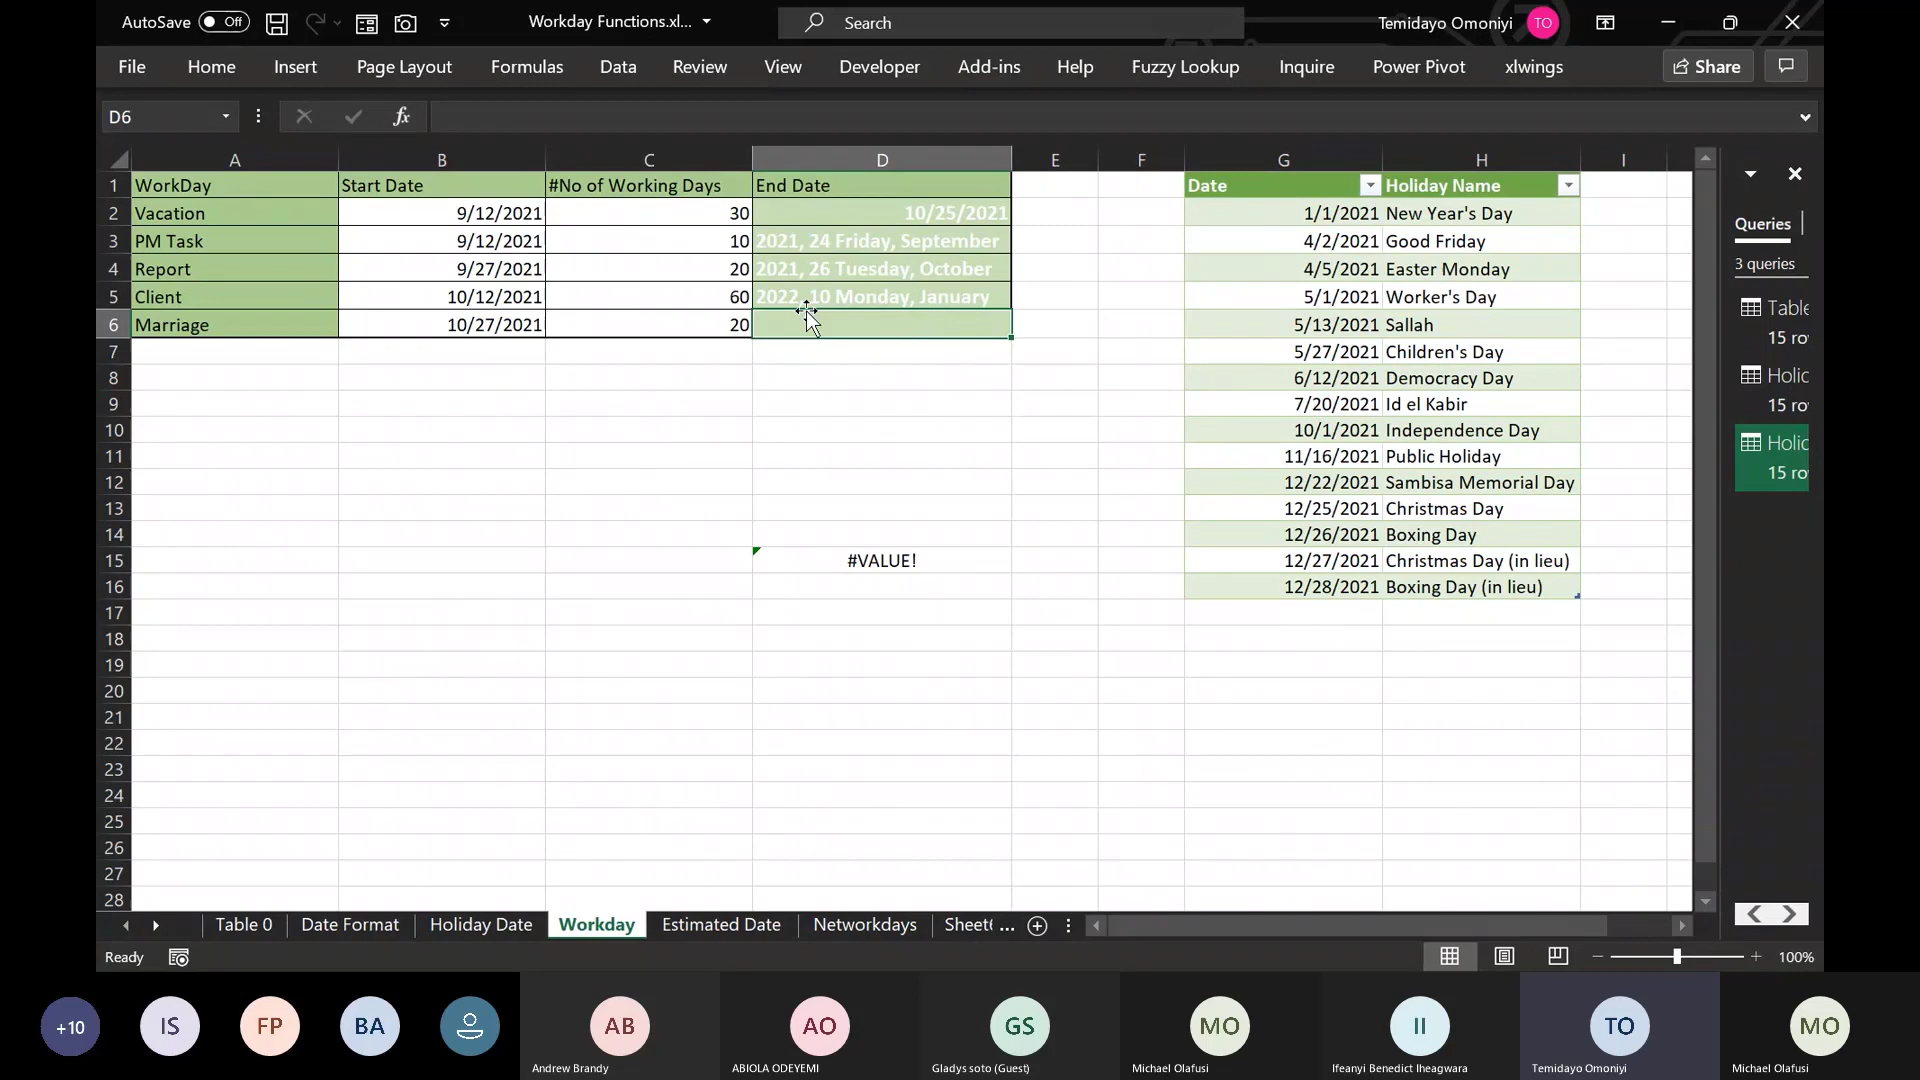 AutoSave Off Workday Functions.xl... Search Temidayo Omoniyi TO
File Home Insert Page Layout Formulas Data Review View Developer Add-ins Help Fuzzy Lookup Inquire Power Pivot xlwings Share
D6 fx
A B C D E F G H I
1 WorkDay Start Date #No of Working Days End Date Date Holiday Name
2 Vacation 9/12/2021 30 10/25/2021 1/1/2021 New Year's Day
3 PM Task 9/12/2021 10 2021, 24 Friday, September 4/2/2021 Good Friday
4 Report 9/27/2021 20 2021, 26 Tuesday, October 4/5/2021 Easter Monday
5 Client 10/12/2021 60 2022, 10 Monday, January 5/1/2021 Worker's Day
6 Marriage 10/27/2021 20 5/13/2021 Sallah
7 5/27/2021 Children's Day
8 6/12/2021 Democracy Day
9 7/20/2021 Id el Kabir
10 10/1/2021 Independence Day
11 11/16/2021 Public Holiday
12 12/22/2021 Sambisa Memorial Day
13 12/25/2021 Christmas Day
14 12/26/2021 Boxing Day
15 #VALUE! 12/27/2021 Christmas Day (in lieu)
16 12/28/2021 Boxing Day (in lieu)
17
18
19
20
21
22
23
24
25
26
27
28
Queries
3 queries
Table
15 ro
Holic
15 ro
Holic
15 ro
Table 0 Date Format Holiday Date Workday Estimated Date Networkdays Sheet ...
Ready 100%
+10 IS FP BA AB AO GS MO II TO MO
Andrew Brandy ABIOLA ODEYEMI Gladys soto (Guest) Michael Olafusi Ifeanyi Benedict Iheagwara Temidayo Omoniyi Michael Olafusi